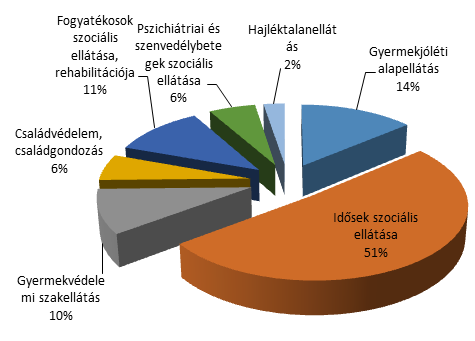 Fogyatékosok
szociális
ellátása,
rehabilitációja
11%
Pszichiátriai és
szenvedélybete
gek szociális
ellátása
6%
Hajléktalanellát
ás
2%
Gyermekjóléti
alapellátás
14%
Családvédelem,
családgondozás
6%
Idősek szociális
ellátása
51%
Gyermekvédele
mi szakellátás
10%